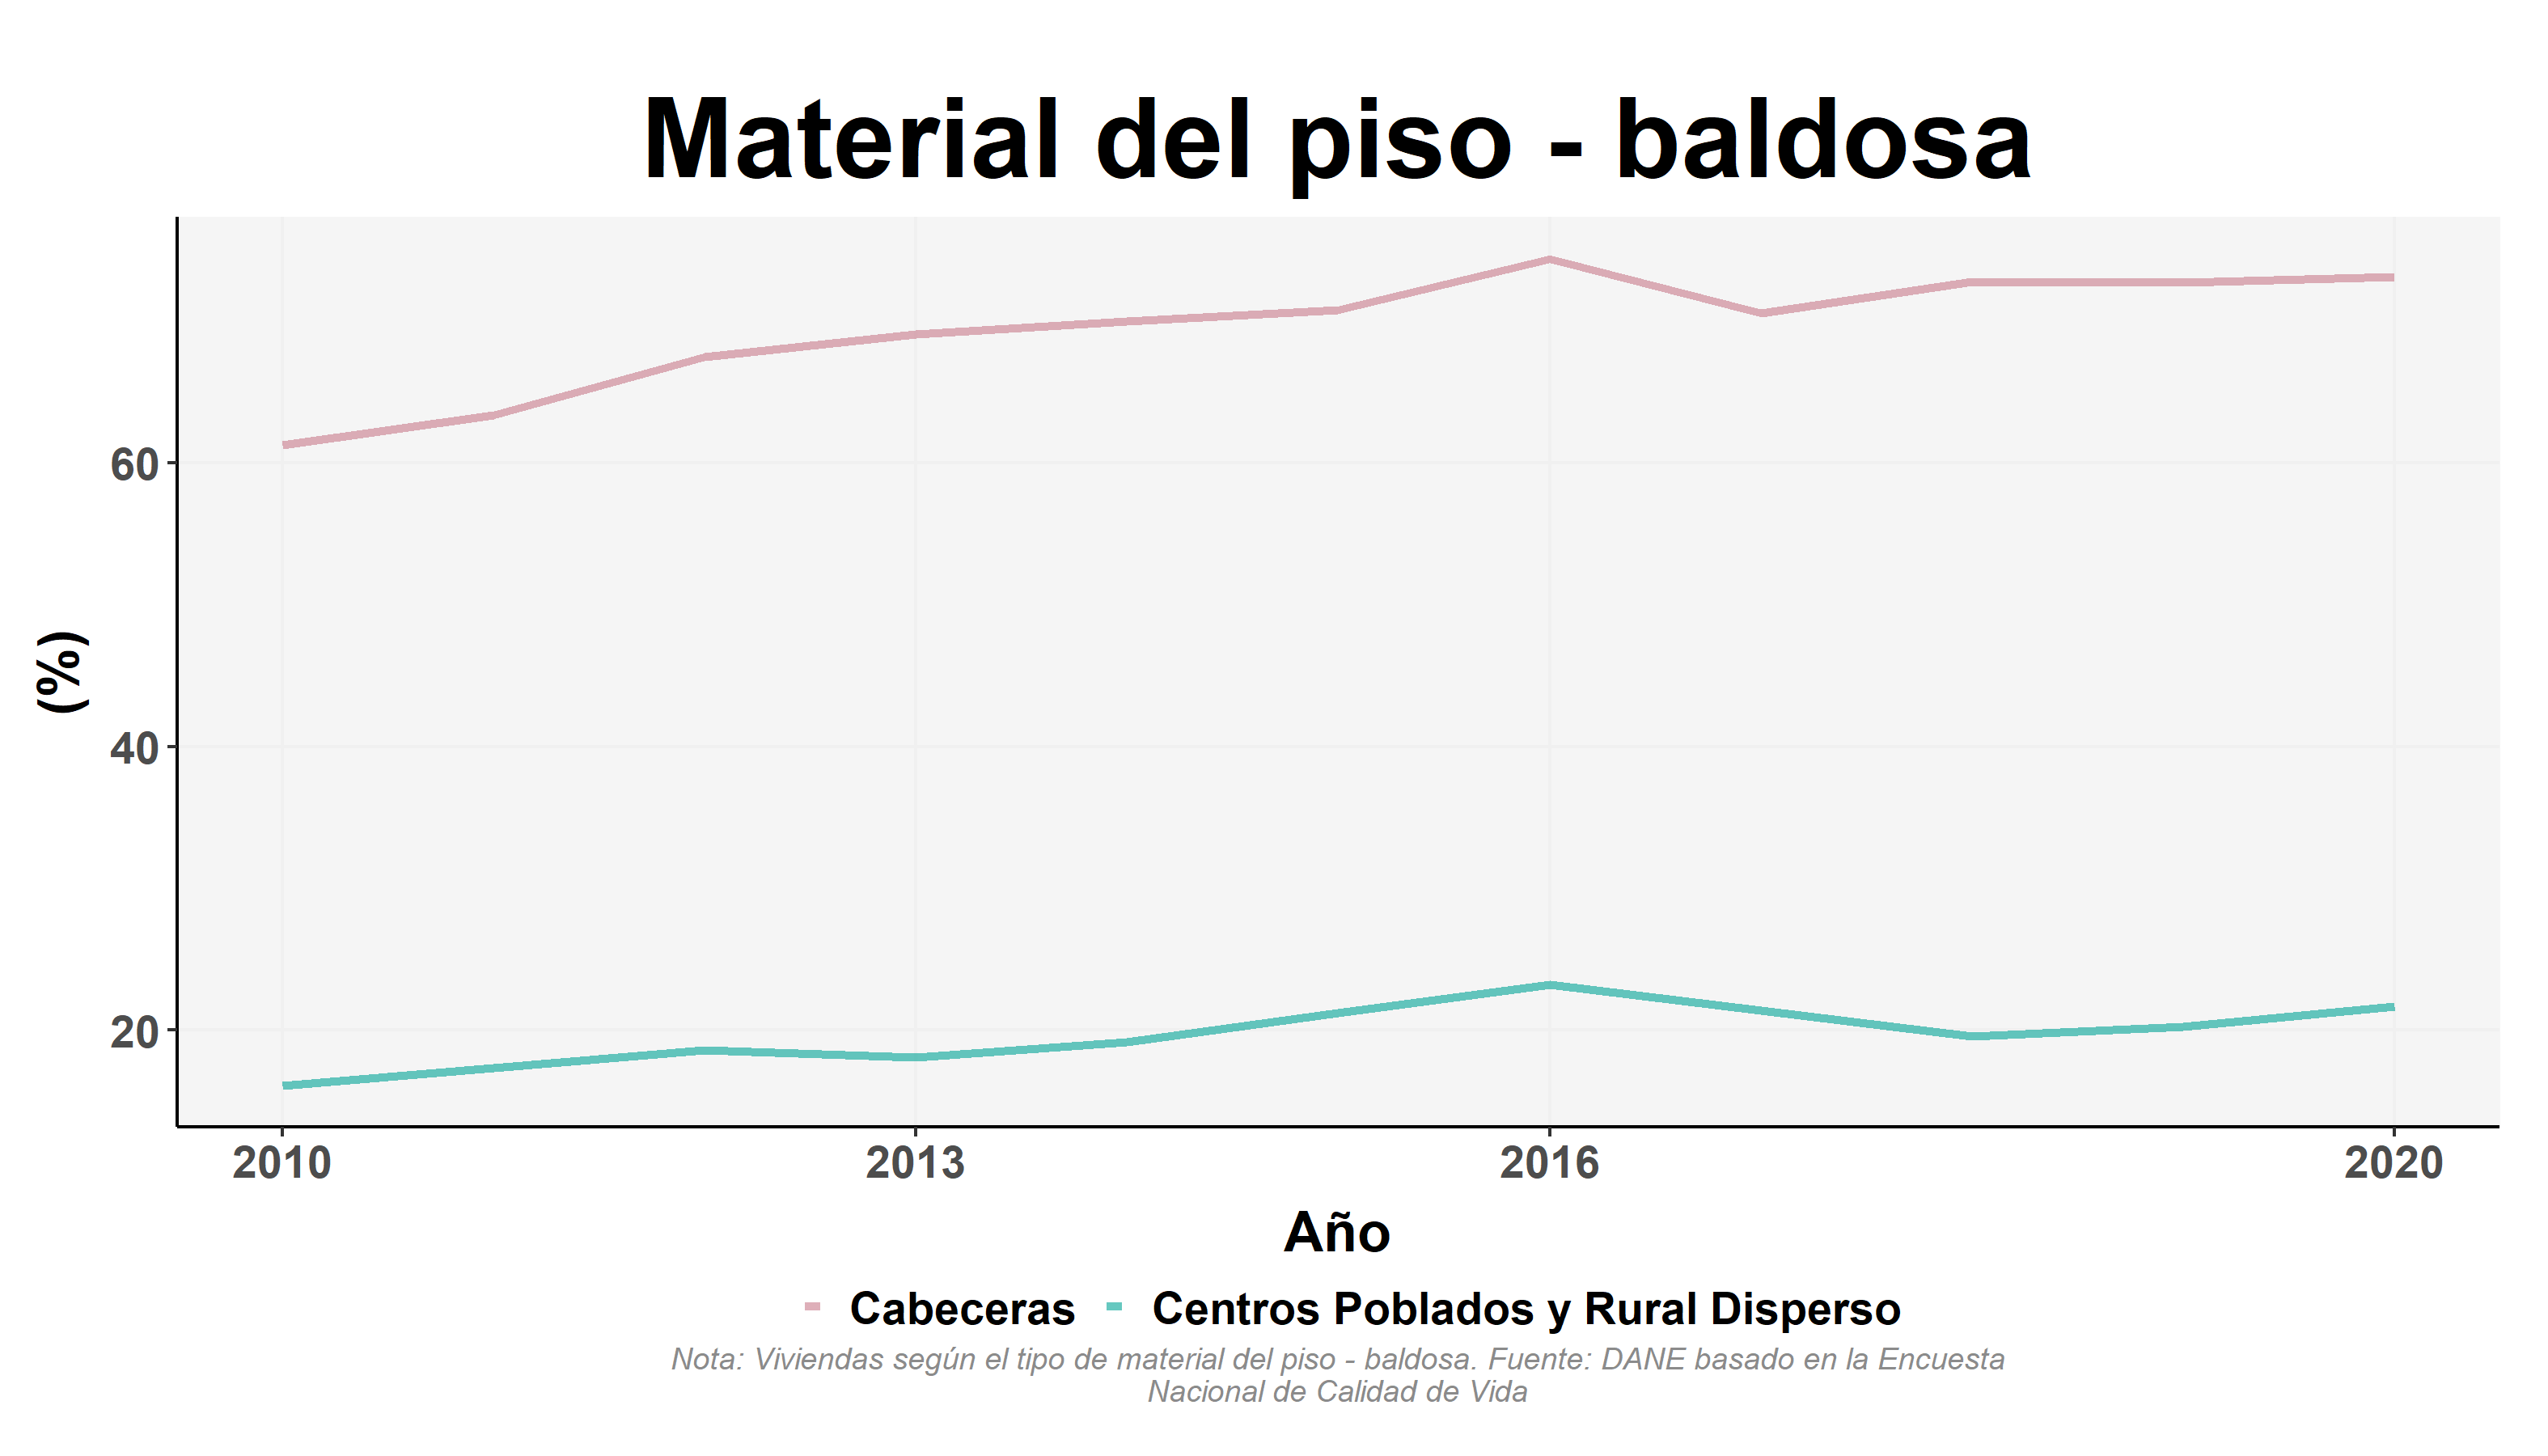 Material del piso - baldosa
(%)
60
40
20
2010 2013 2016 2020
Año
Cabeceras Centros Poblados y Rural Disperso
Nota: Viviendas según el tipo de material del piso - baldosa. Fuente: DANE basado en la Encuesta
Nacional de Calidad de Vida